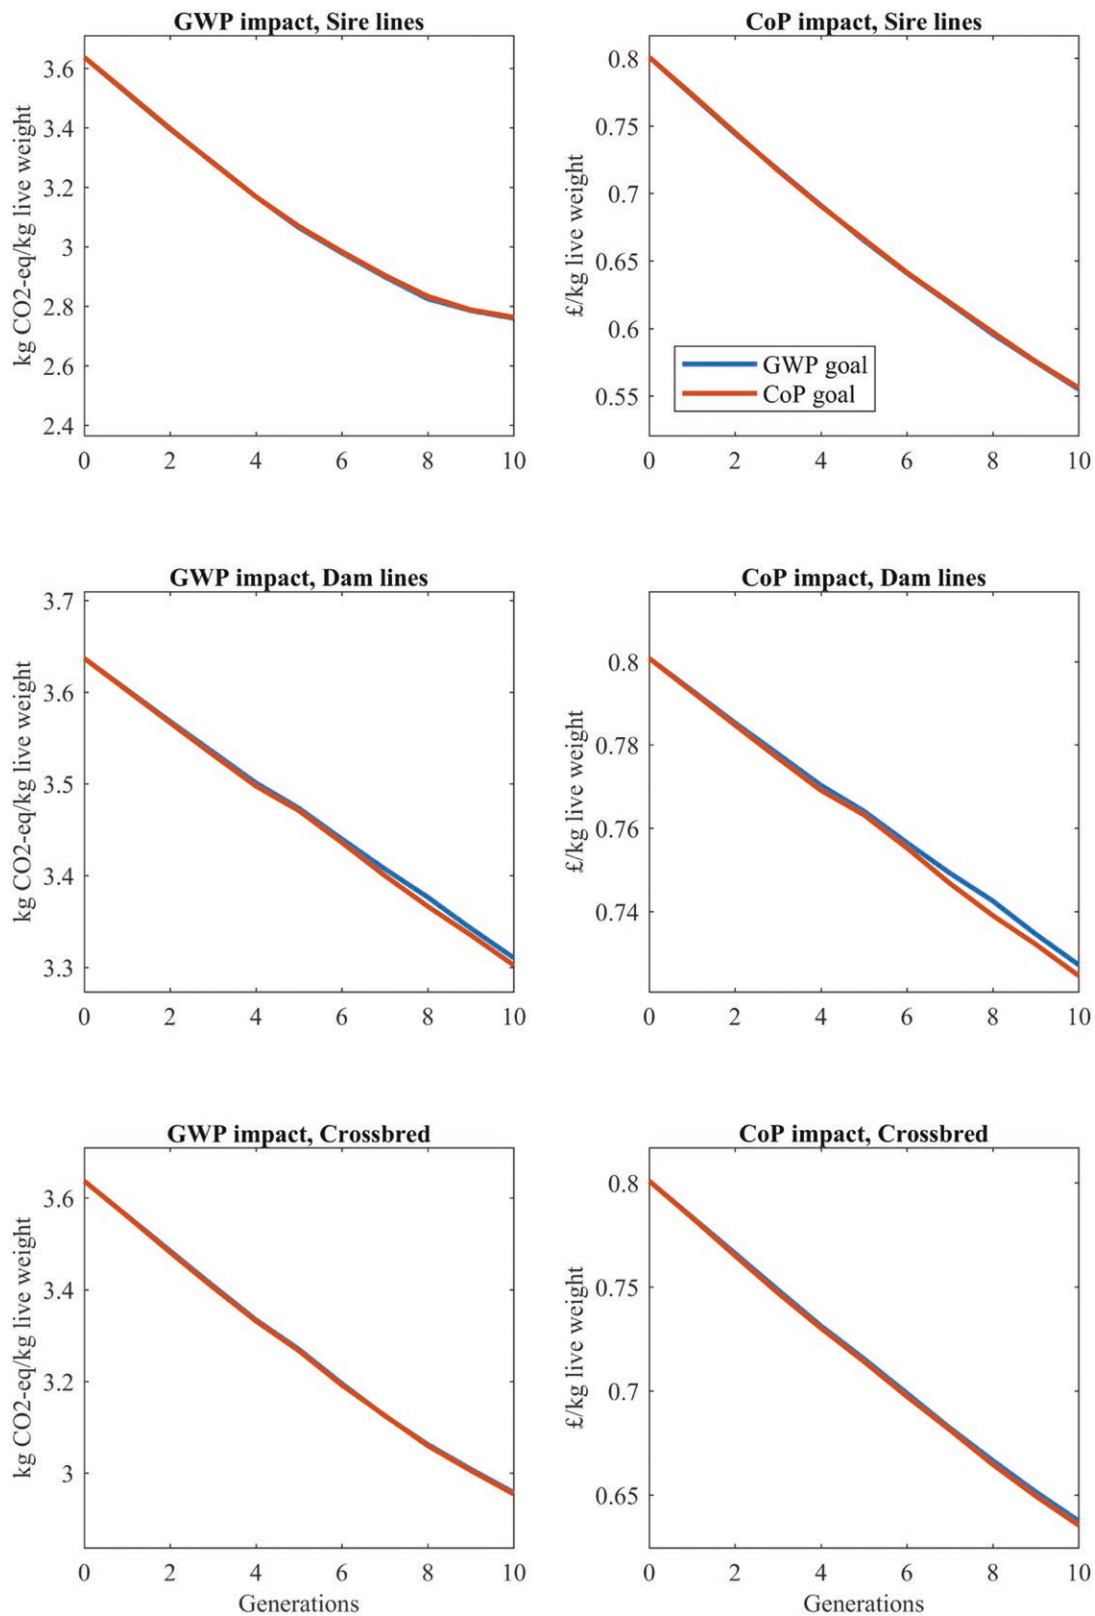 GWP impact, Sire lines
kg CO2-eq/kg live weight
3.6
3.4
3.2
3
2.8
2.6
2.4
0 2 4 6 8 10
CoP impact, Sire lines
£/kg live weight
0.8
0.75
0.7
0.65
0.6
0.55
GWP goal
CoP goal
0 2 4 6 8 10
GWP impact, Dam lines
kg CO2-eq/kg live weight
3.7
3.6
3.5
3.4
3.3
0 2 4 6 8 10
CoP impact, Dam lines
£/kg live weight
0.8
0.78
0.76
0.74
0 2 4 6 8 10
GWP impact, Crossbred
kg CO2-eq/kg live weight
3.6
3.4
3.2
3
0 2 4 6 8 10
Generations
CoP impact, Crossbred
£/kg live weight
0.8
0.75
0.7
0.65
0 2 4 6 8 10
Generations